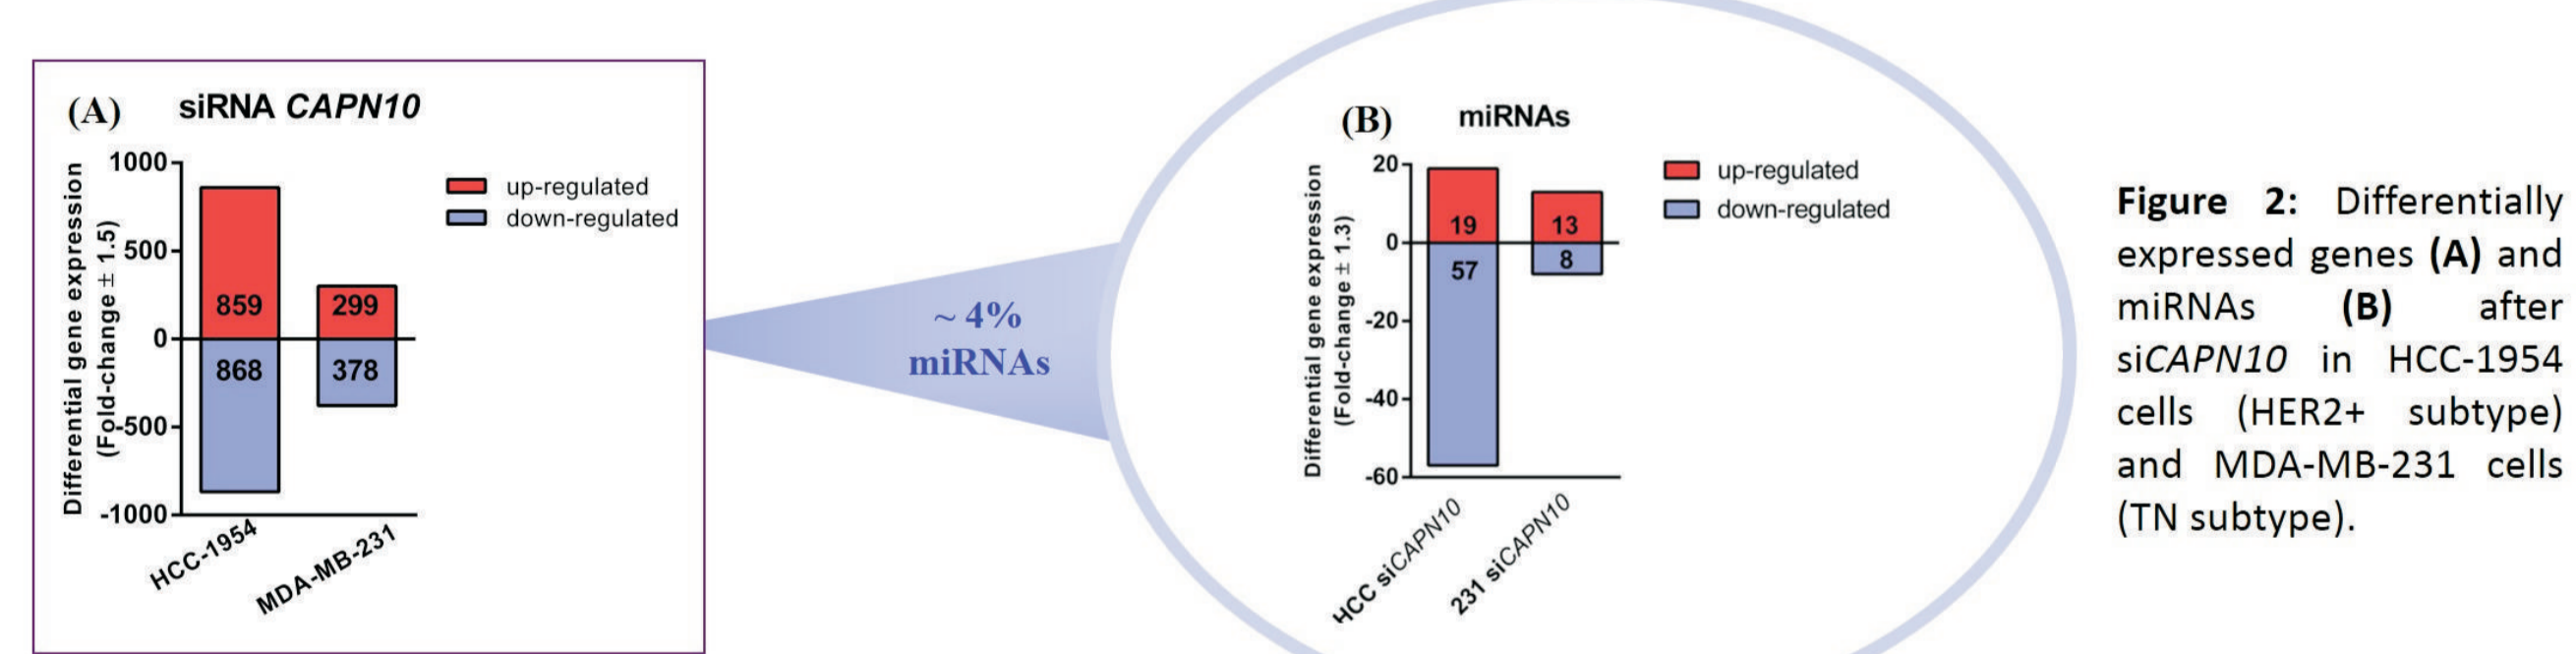 (A) siRNA CAPN10
Differential gene expression
(Fold-change ± 1.5)
1000
500
0
-500
-1000
859
299
868
378
HCC-1954
MDA-MB-231
up-regulated
down-regulated
~ 4%
miRNAs
(B) miRNAs
Differential gene expression
(Fold-change ± 1.3)
20
0
-20
-40
-60
19
13
57
8
HCC siCAPN10
231 siCAPN10
up-regulated
down-regulated
Figure 2: Differentially
expressed genes (A) and
miRNAs (B) after
siCAPN10 in HCC-1954
cells (HER2+ subtype)
and MDA-MB-231 cells
(TN subtype).